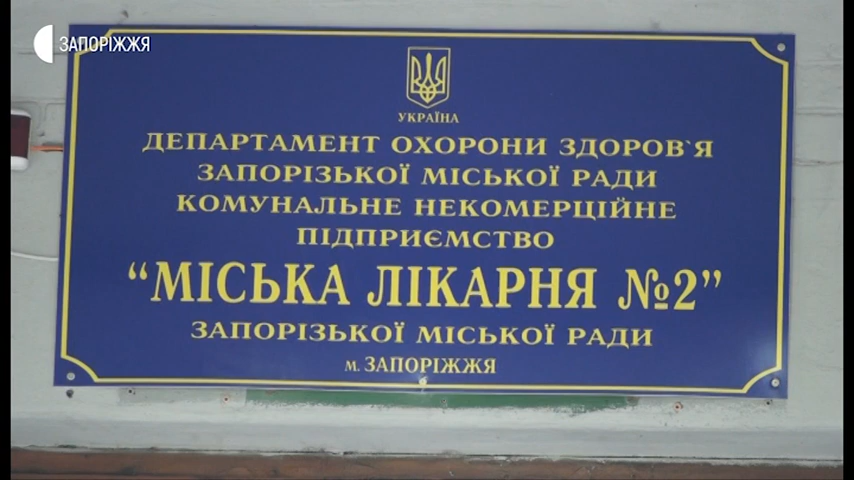 ЗАПОРІЖЖЯ
УКРАЇНА
ДЕПАРТАМЕНТ ОХОРОНИ ЗДОРОВ`Я
ЗАПОРІЗЬКОЇ МІСЬКОЇ РАДИ
КОМУНАЛЬНЕ НЕКОМЕРЦІЙНЕ
ПІДПРИЄМСТВО
“МІСЬКА ЛІКАРНЯ №2”
ЗАПОРІЗЬКОЇ МІСЬКОЇ РАДИ
м. ЗАПОРІЖЖЯ